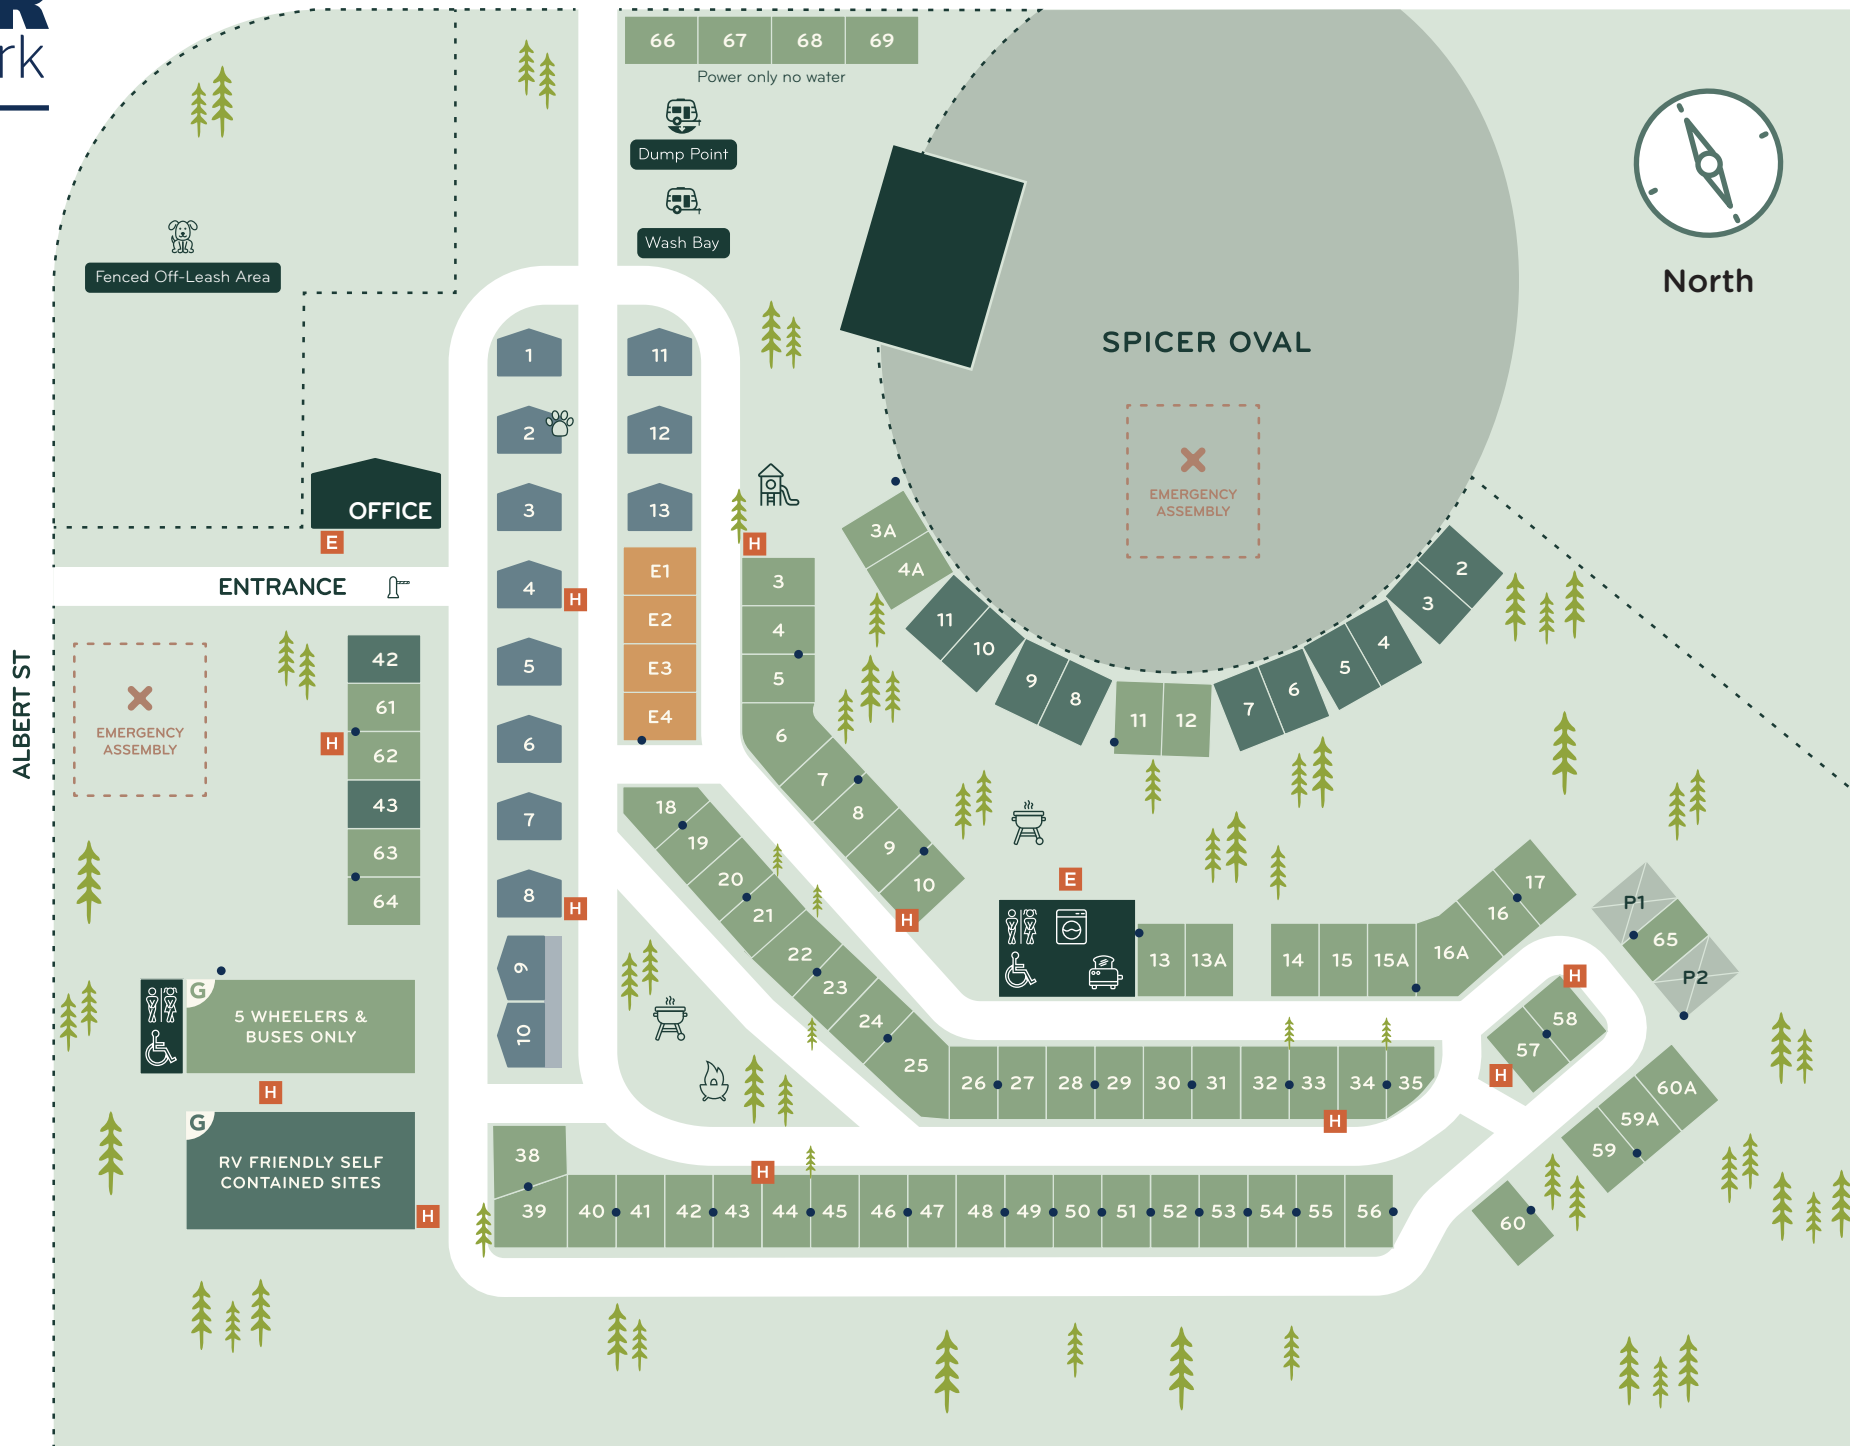 R
rk
66 67 68 69
Power only no water
Dump Point
Wash Bay
Fenced Off-Leash Area
North
SPICER OVAL
EMERGENCY
ASSEMBLY
OFFICE
E
ENTRANCE
ALBERT ST
EMERGENCY
ASSEMBLY
42
61
H
62
43
63
64
G
5 WHEELERS &
BUSES ONLY
H
G
RV FRIENDLY SELF
CONTAINED SITES
H
1
2
3
4
H
5
6
7
8
H
9
10
11
12
13
E1
E2
E3
E4
H
3
4
5
6
7
8
9
10
H
3A
4A
11
10
9
8
11
12
7
6
5
4
3
2
18
19
20
21
22
23
24
25
26 27 28 29 30 31 32 33 34 35
H
E
13 13A
14 15 15A 16A 16 17
P1
65
P2
H
58
57
H
60A
59A
59
60
38
39 40 41 42 43 44 45 46 47 48 49 50 51 52 53 54 55 56
H